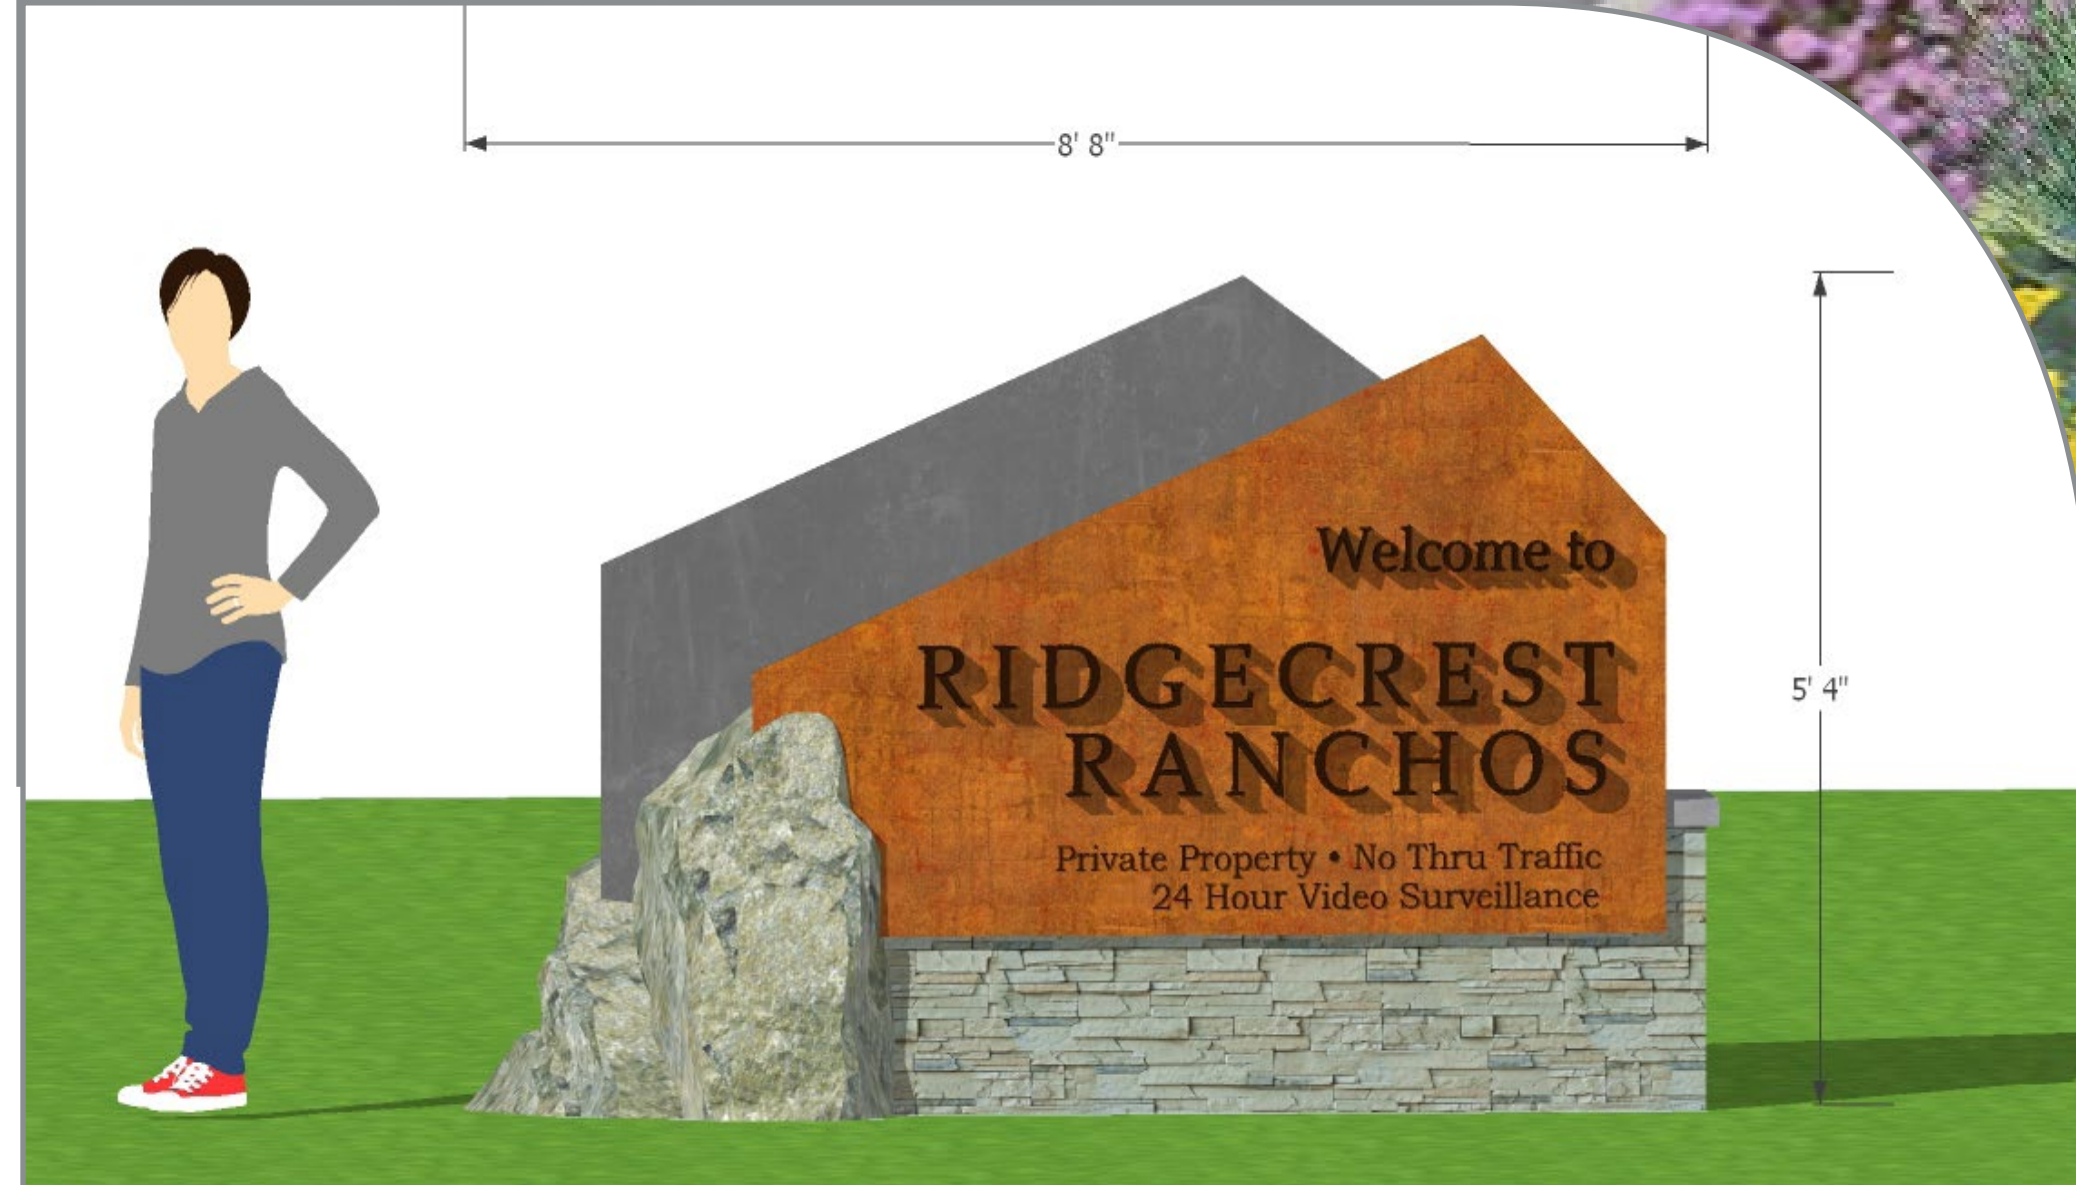 8' 8"
Welcome to
RIDGECREST
RANCHOS
5' 4"
Private Property • No Thru Traffic
24 Hour Video Surveillance